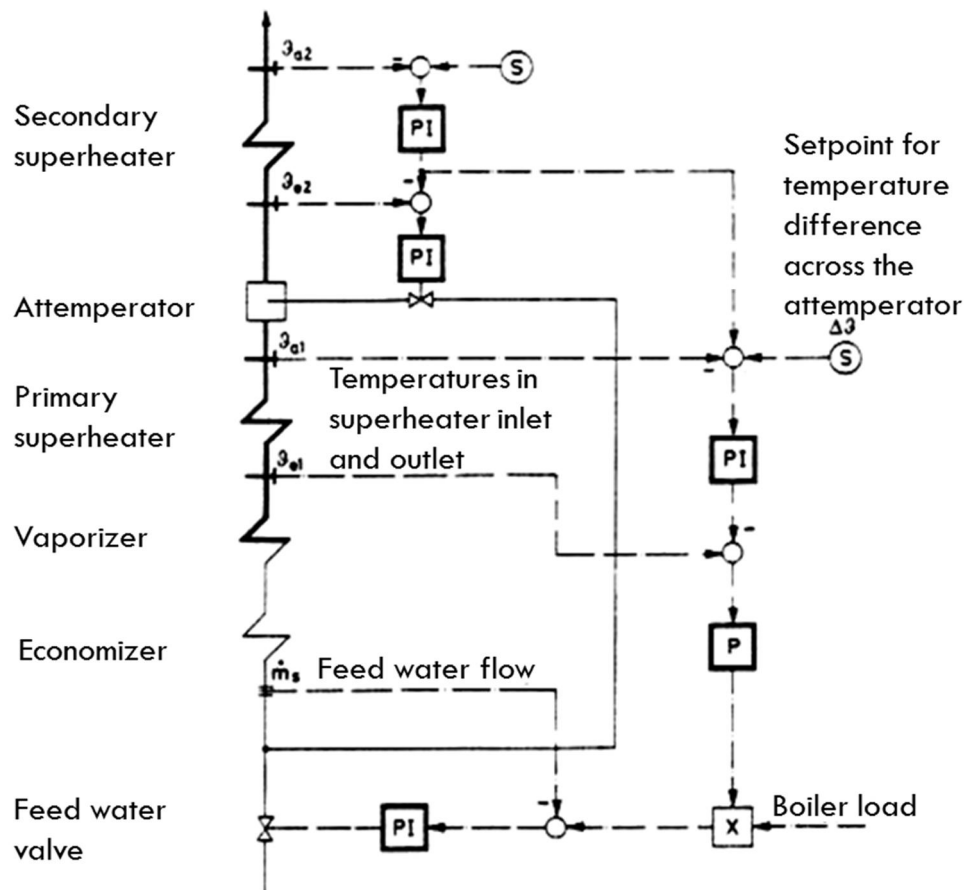 ϑa2
S
Secondary
superheater
PI
Setpoint for
temperature
difference
across the
attemperator
ϑe2
PI
Attemperator
Δϑ
ϑa1
S
Primary
superheater
Temperatures in
superheater inlet
and outlet
PI
ϑe1
Vaporizer
Economizer
P
ṁs
Feed water flow
Feed water
valve
PI
X
Boiler load